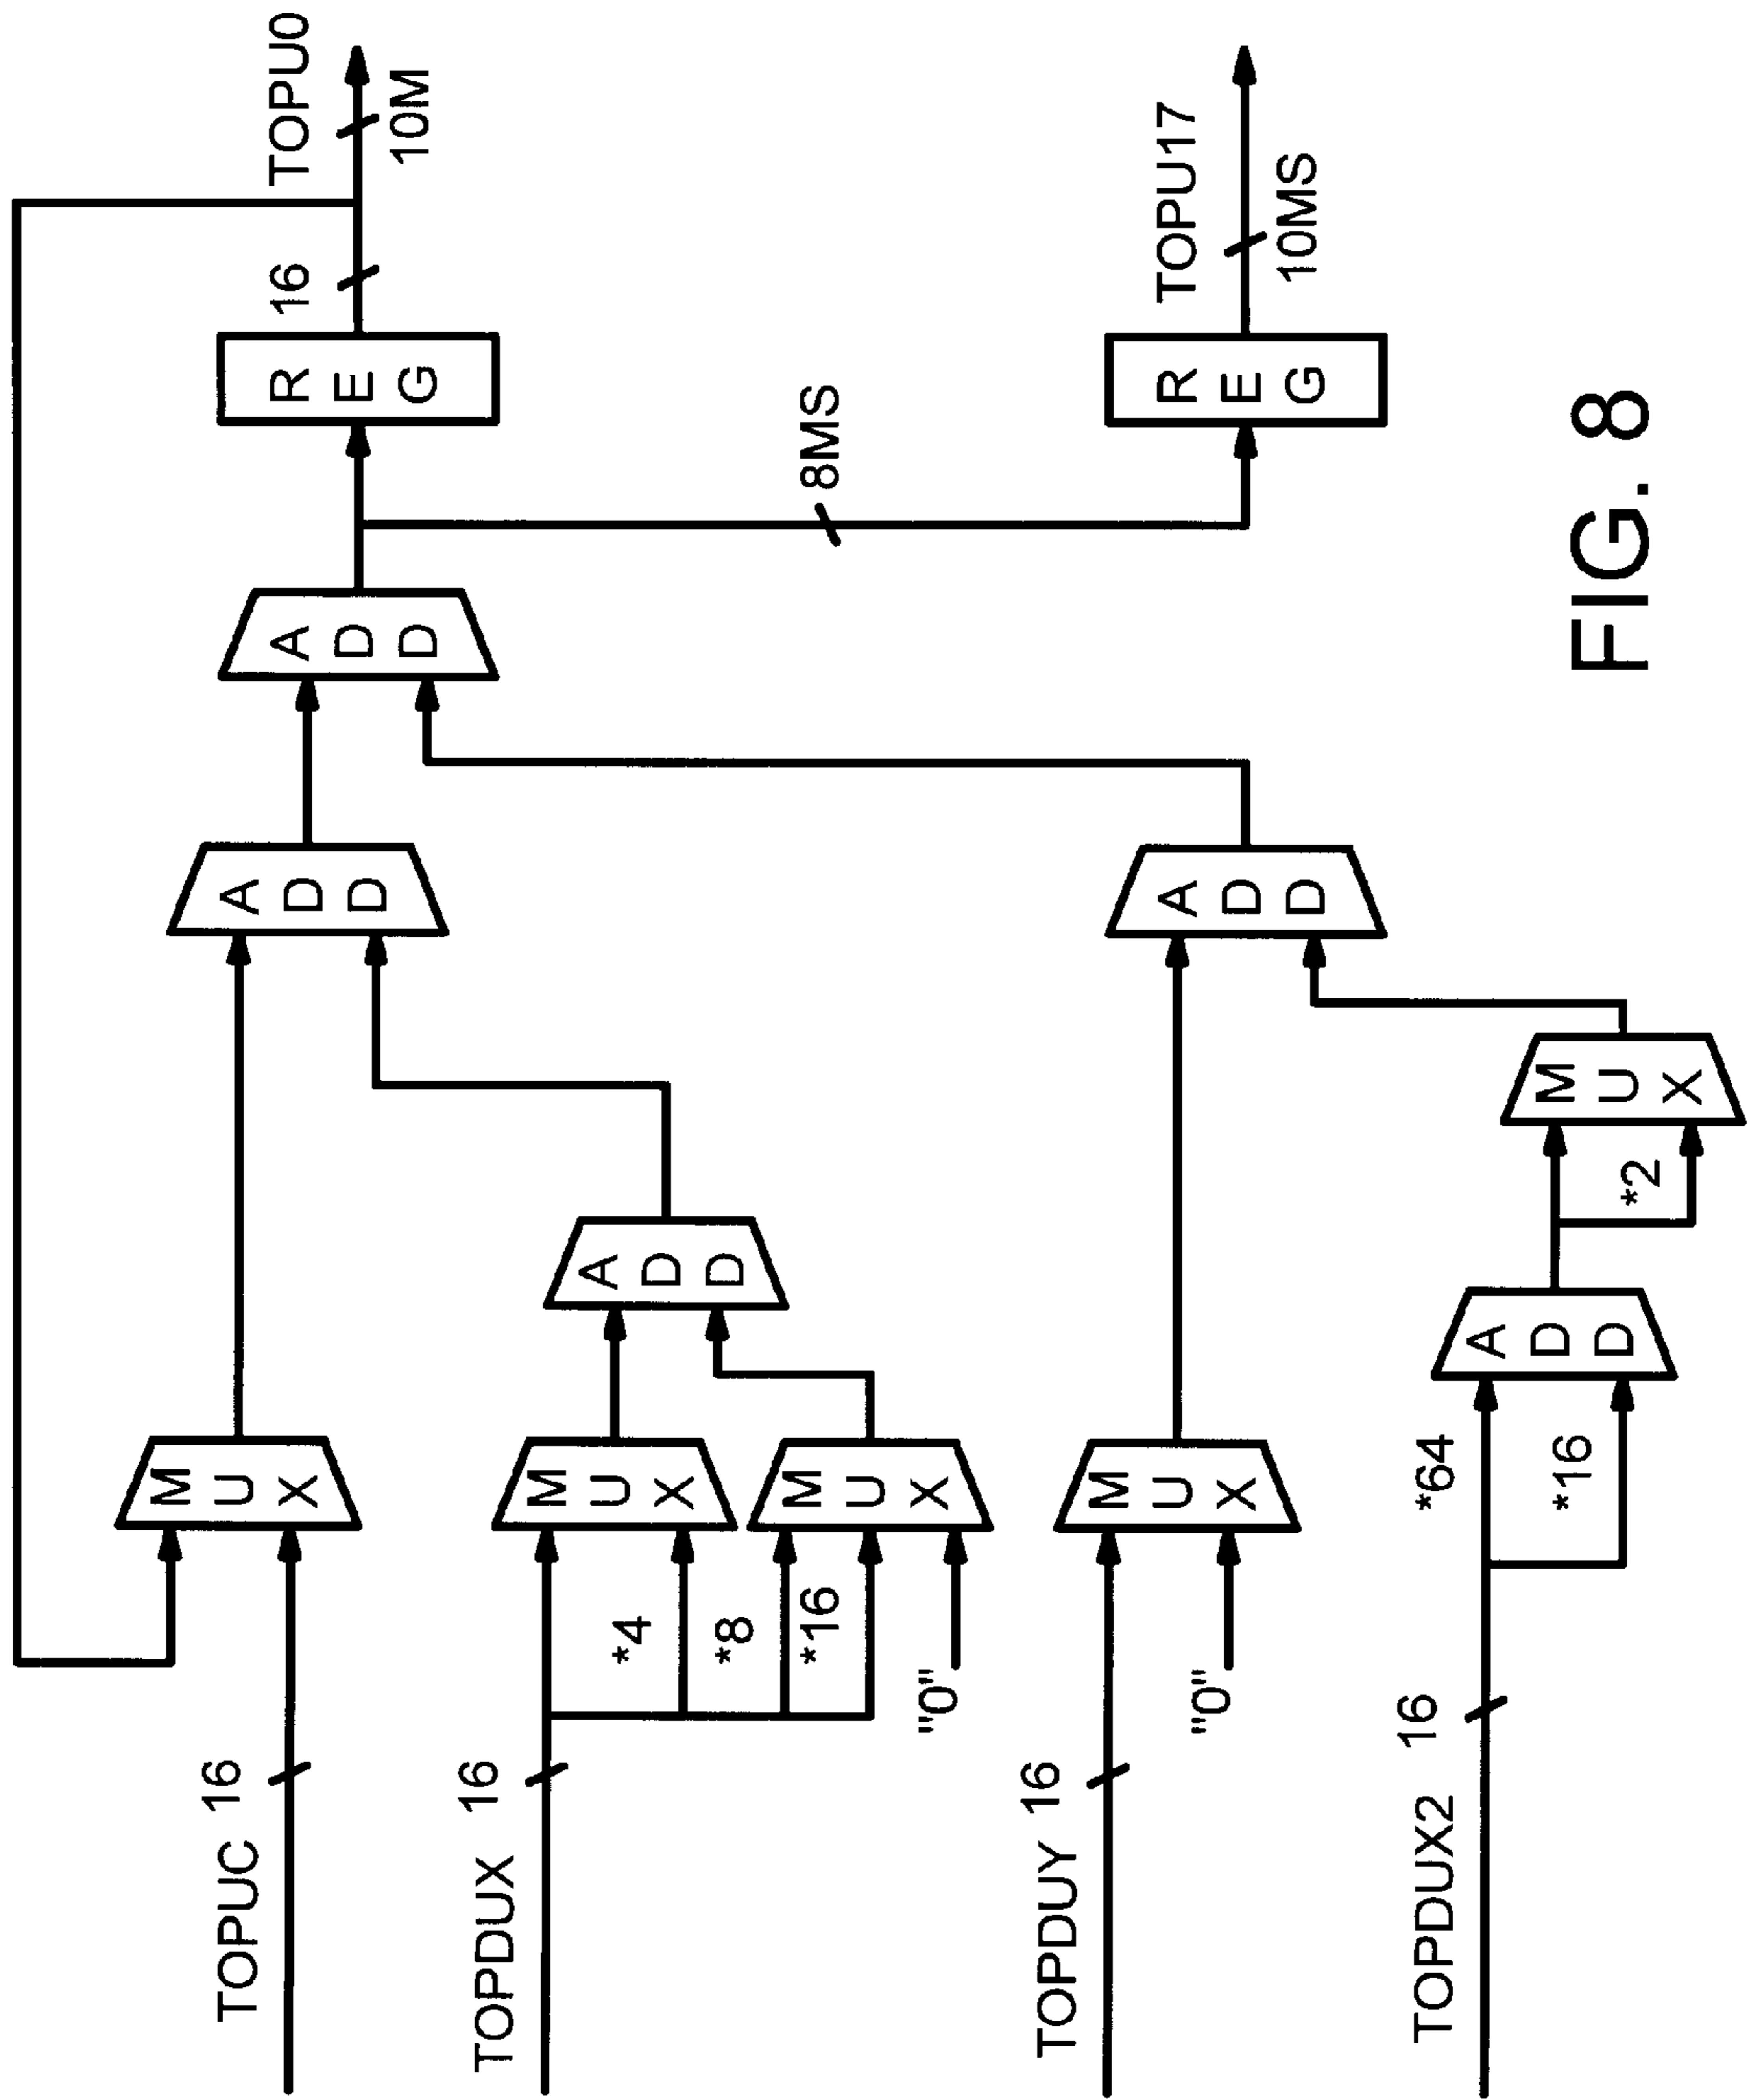 TOPUC 16
MUX
ADD
ADD
REG
16
TOPU0
10M
TOPDUX 16
*4
*8
*16
"0"
MUX
MUX
ADD
8MS
TOPDUY 16
"0"
MUX
ADD
REG
TOPU17
10MS
TOPDUX2 16
*64
*16
ADD
*2
MUX
FIG. 8